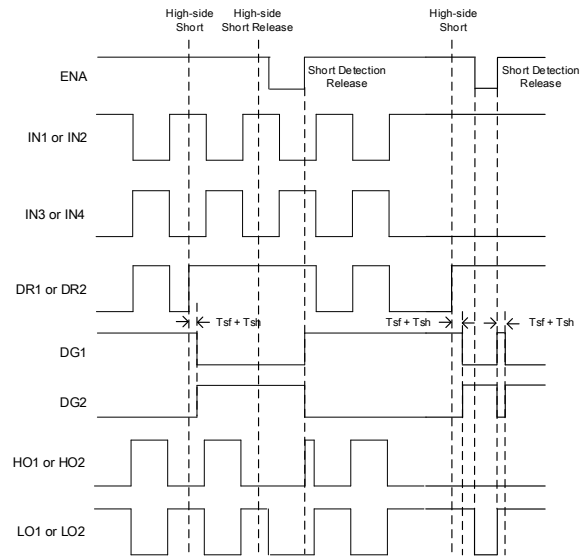 High-side
Short
High-side
Short Release
High-side
Short
ENA
Short Detection
Release
Short Detection
Release
IN1 or IN2
IN3 or IN4
DR1 or DR2
Tsf + Tsh
Tsf + Tsh
Tsf + Tsh
DG1
DG2
HO1 or HO2
LO1 or LO2